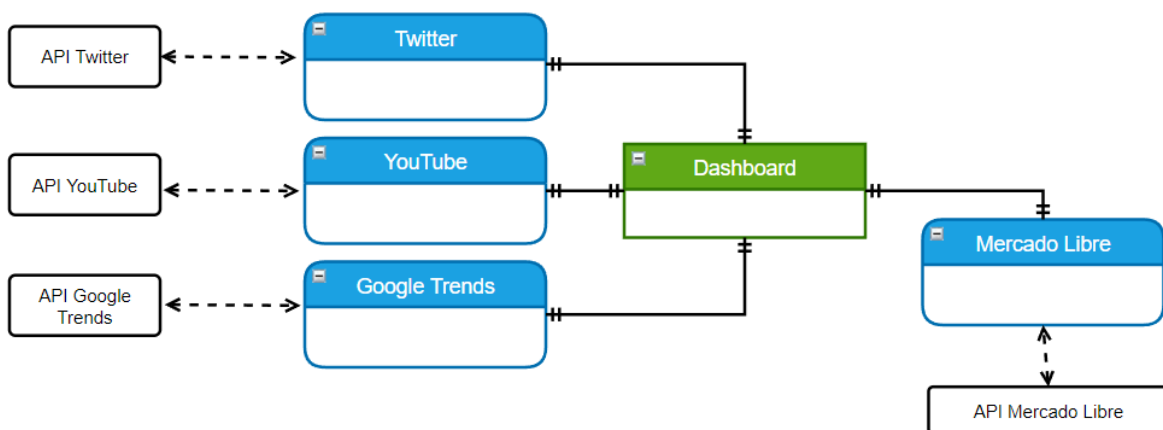 Twitter
API Twitter
YouTube
API YouTube
Dashboard
Mercado Libre
Google Trends
API Google
Trends
API Mercado Libre